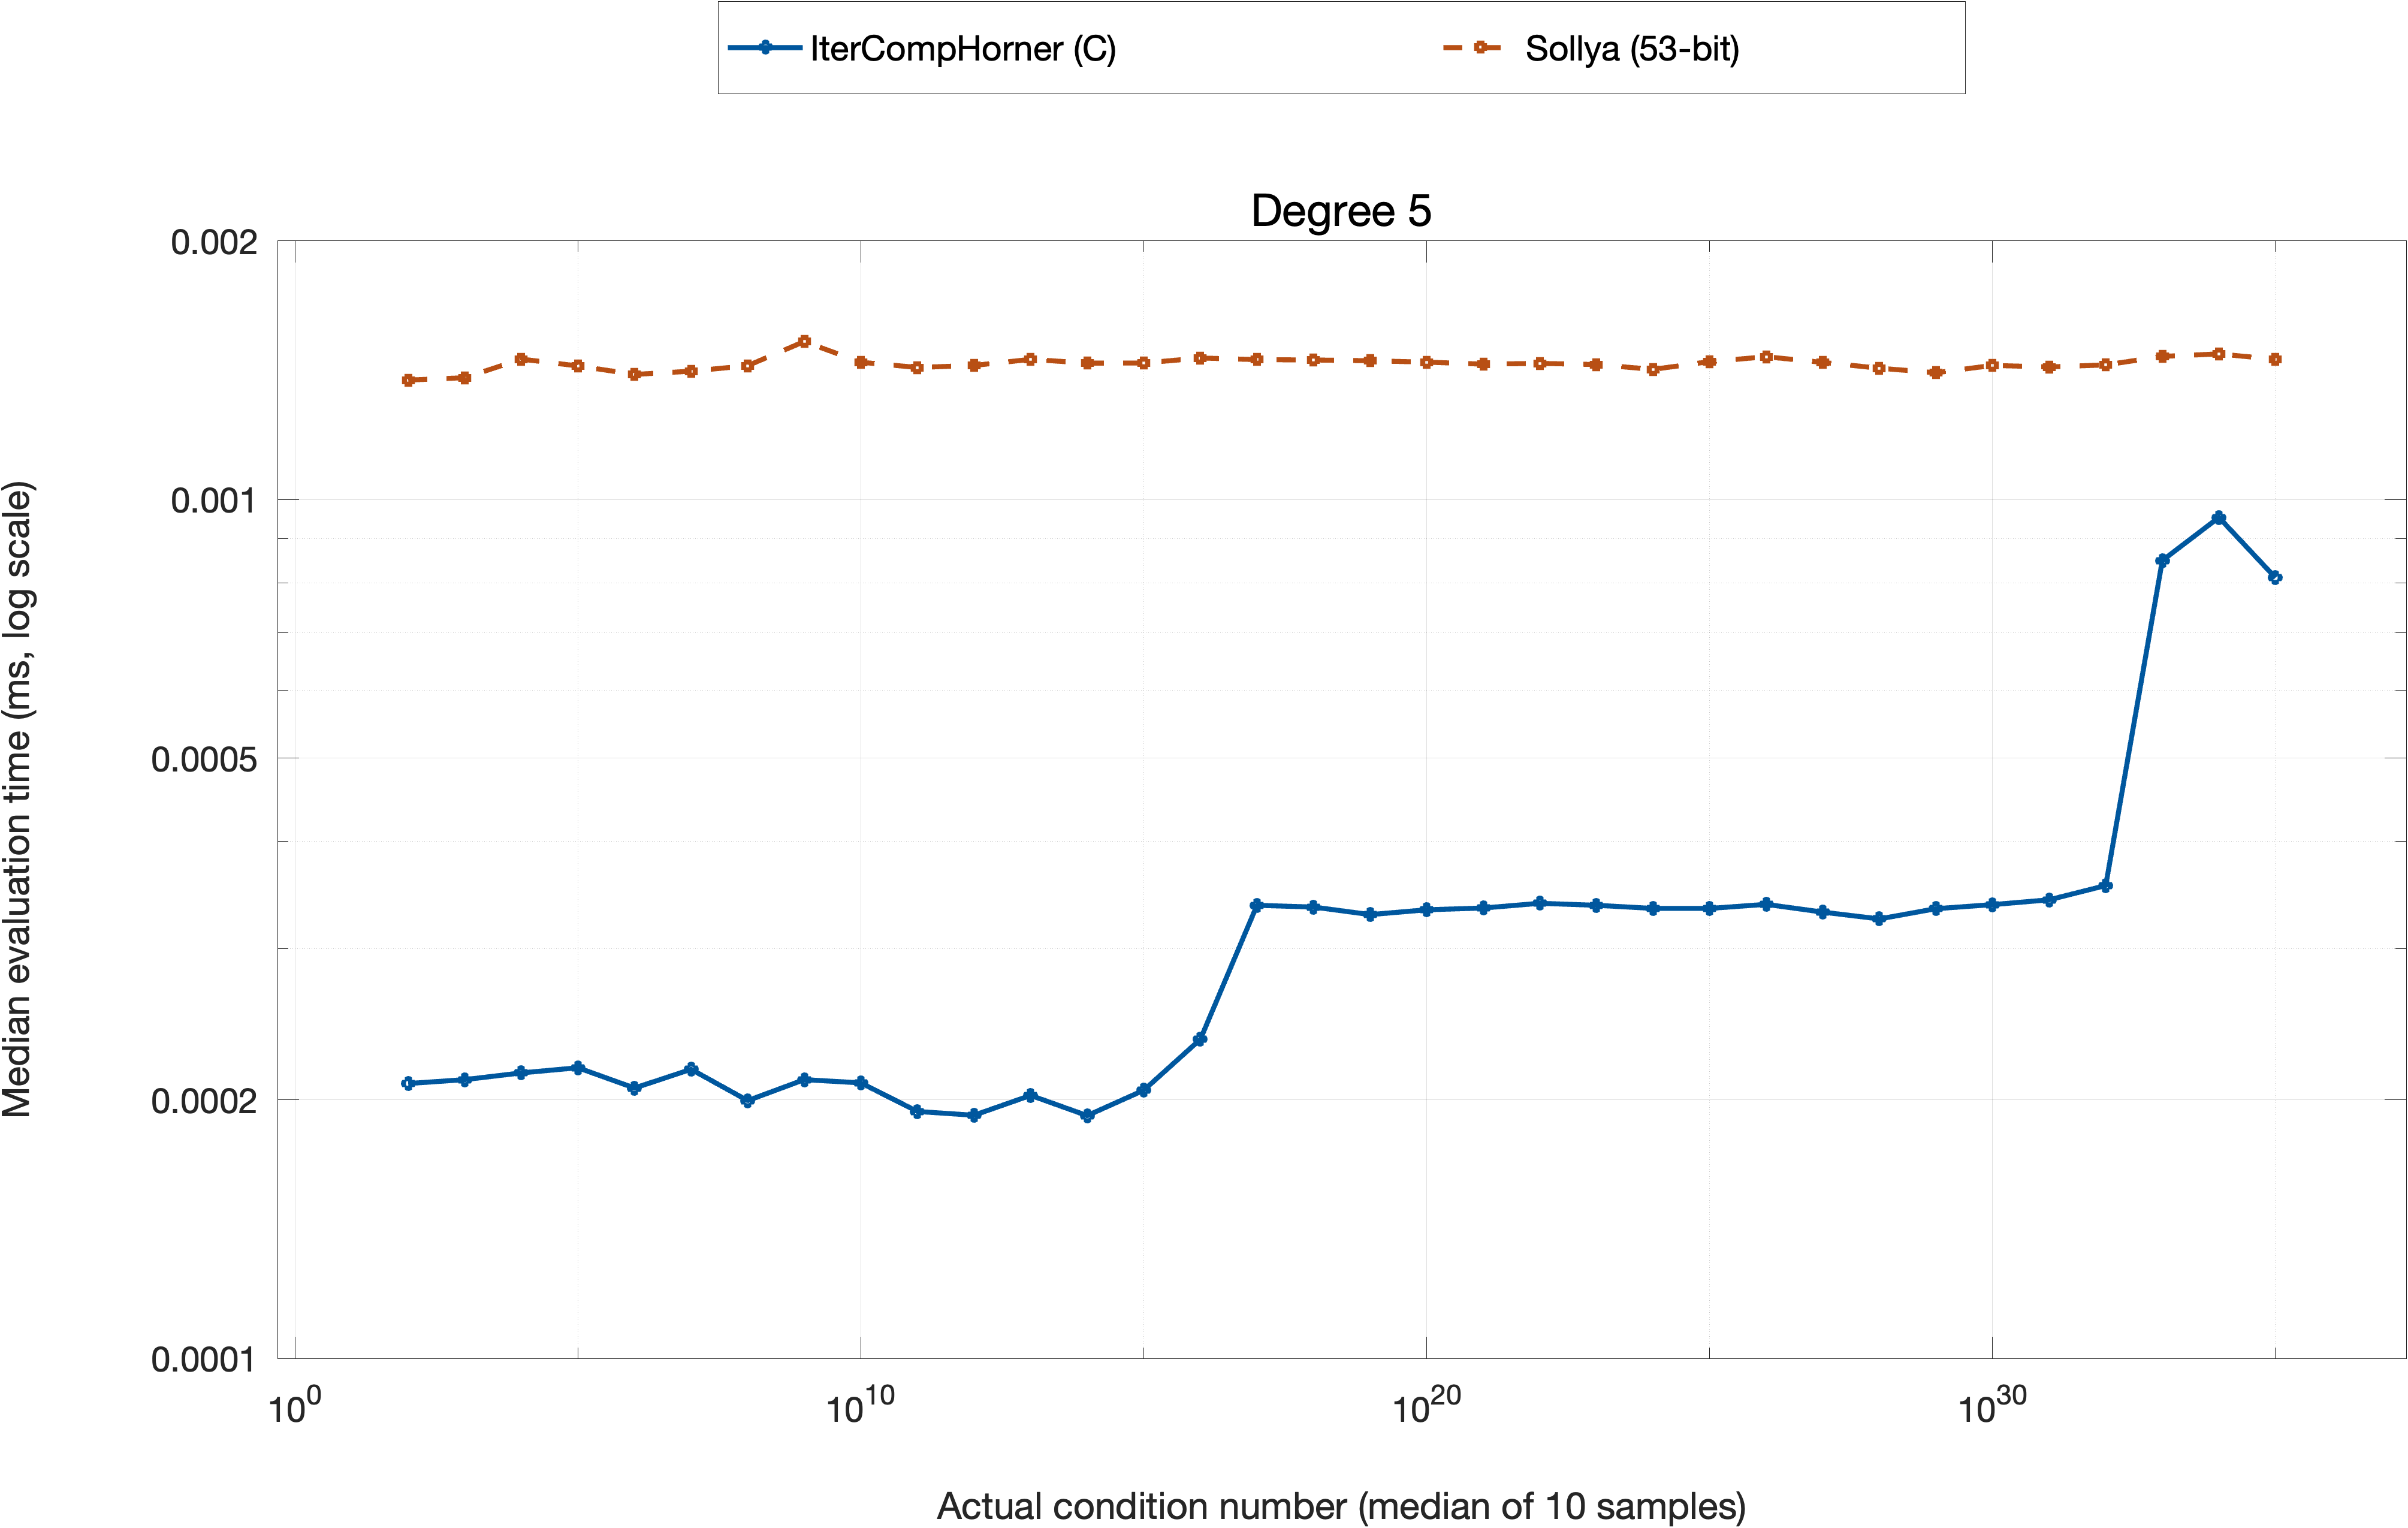 IterCompHorner (C)
Sollya (53-bit)
Degree 5
0.002
0.001
0.0005
0.0002
0.0001
Median evaluation time (ms, log scale)
10^0
10^10
10^20
10^30
Actual condition number (median of 10 samples)